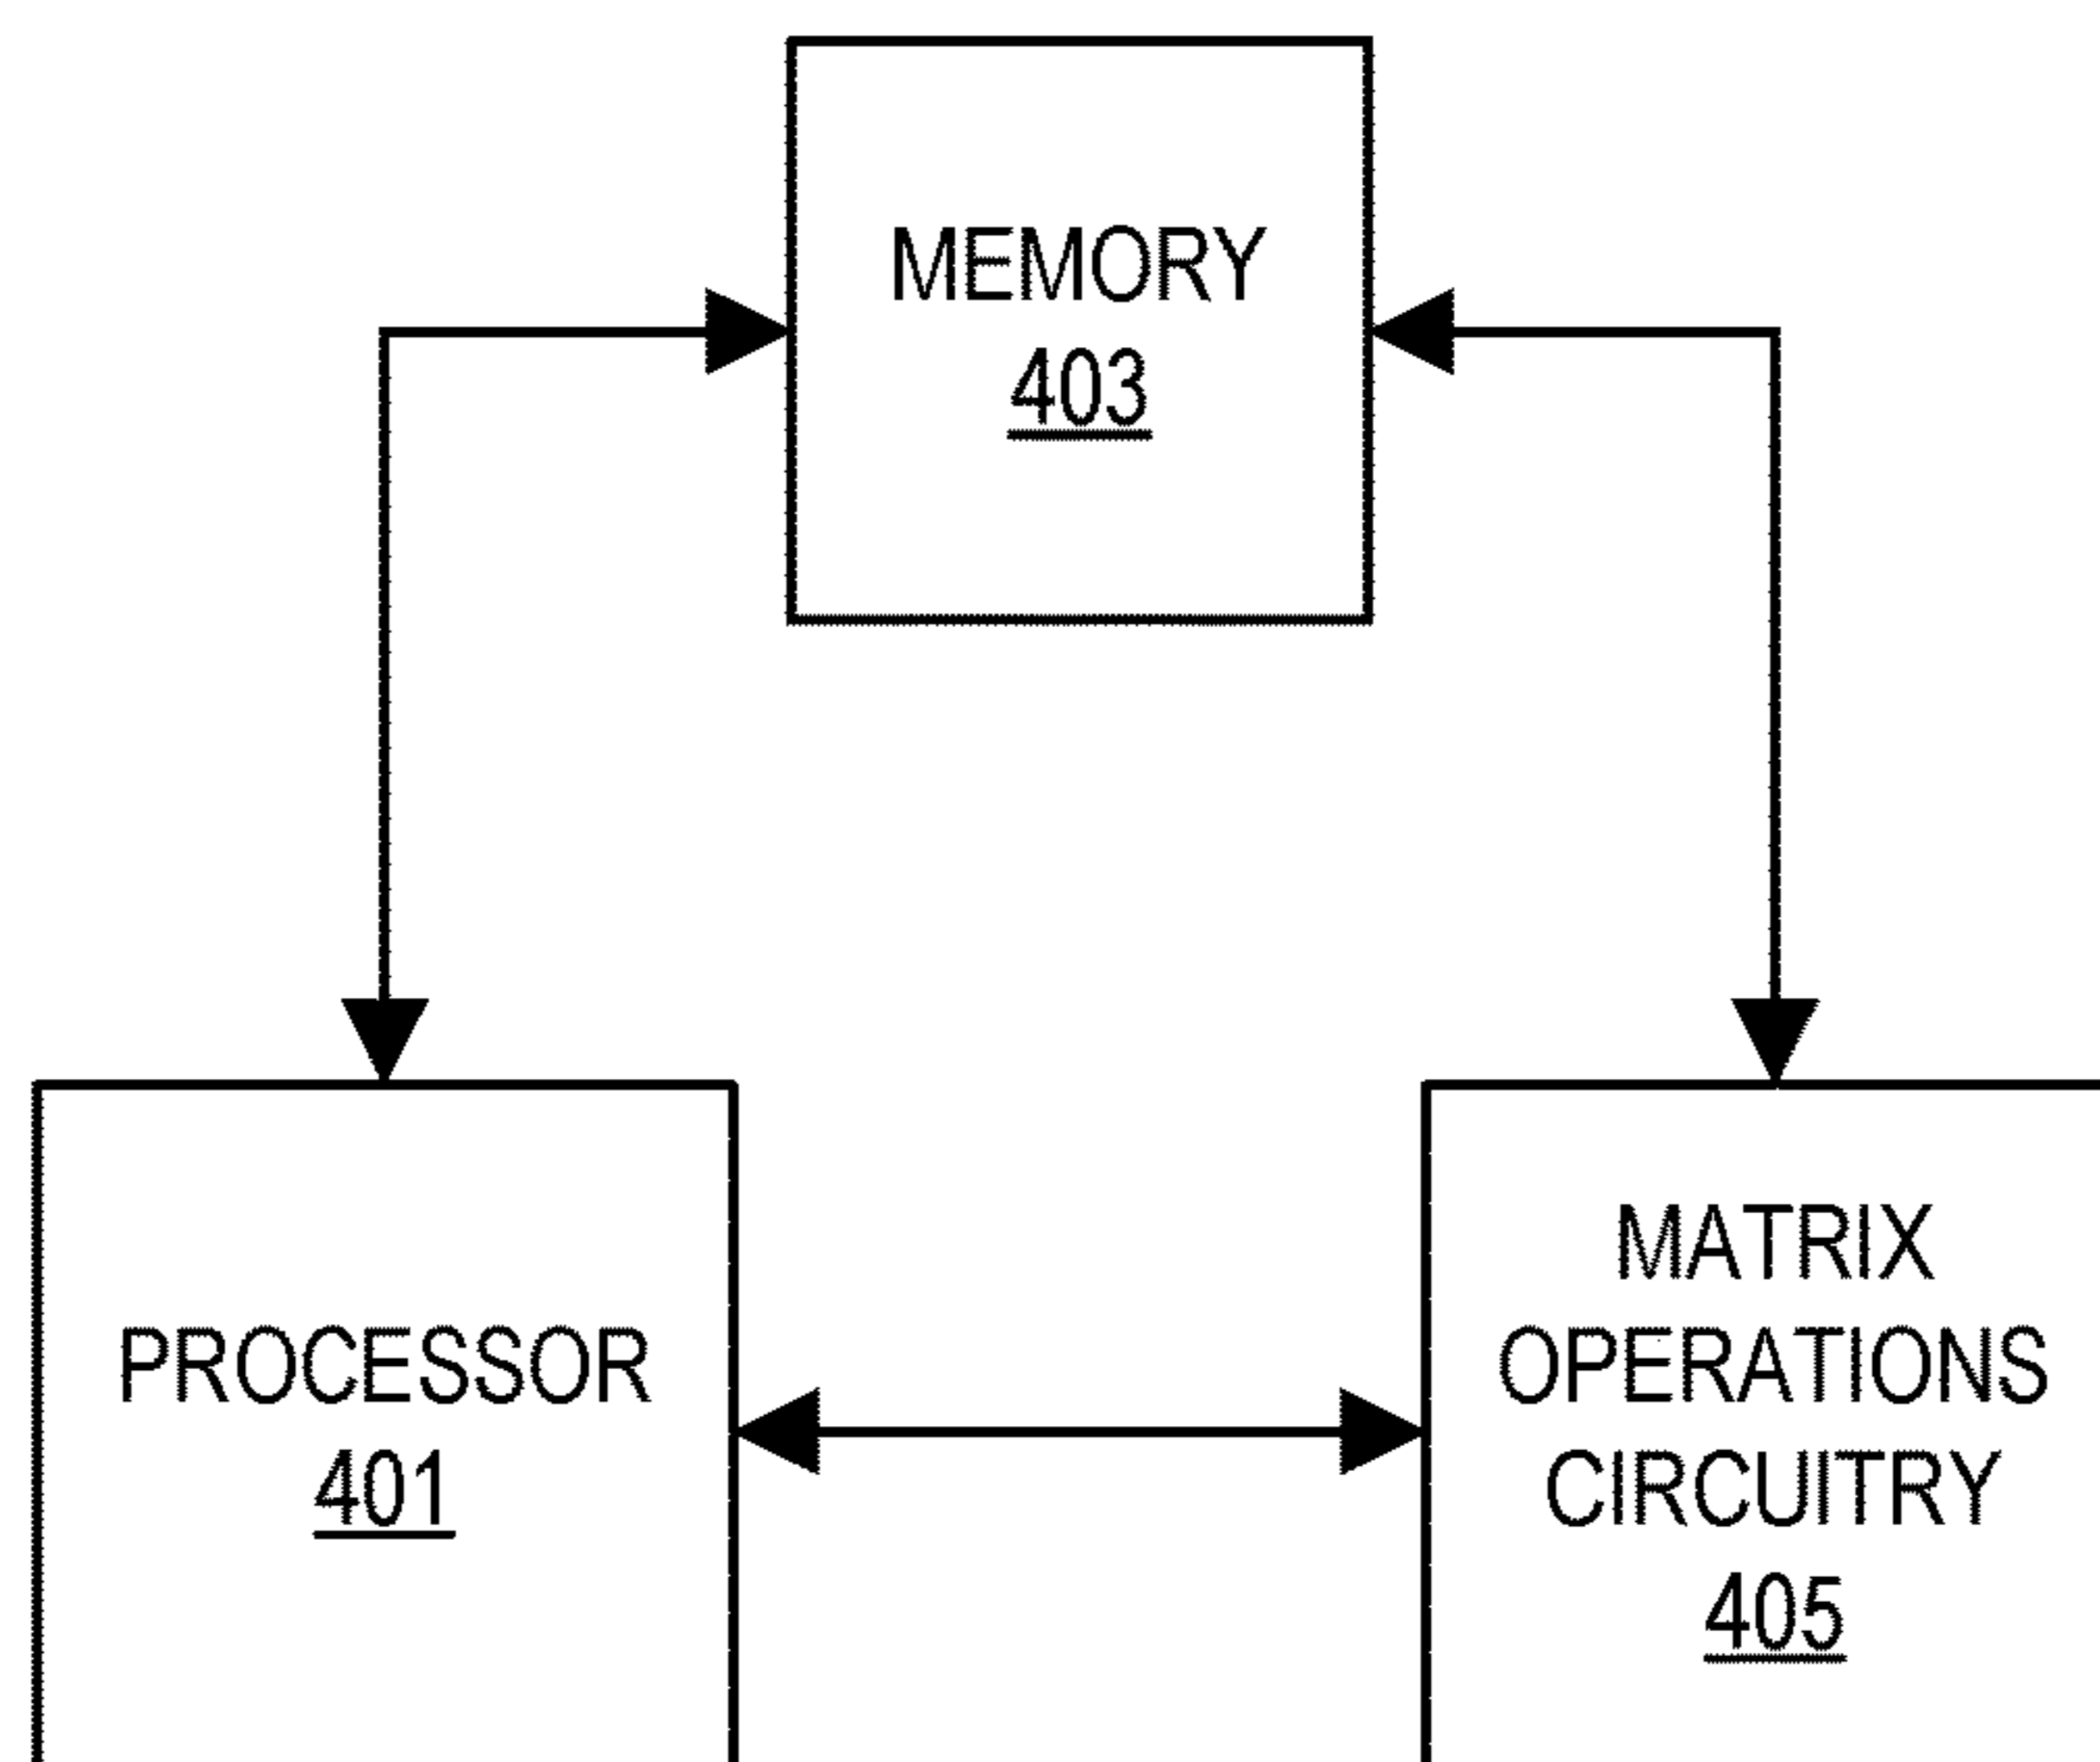 MEMORY
403
PROCESSOR
401
MATRIX
OPERATIONS
CIRCUITRY
405